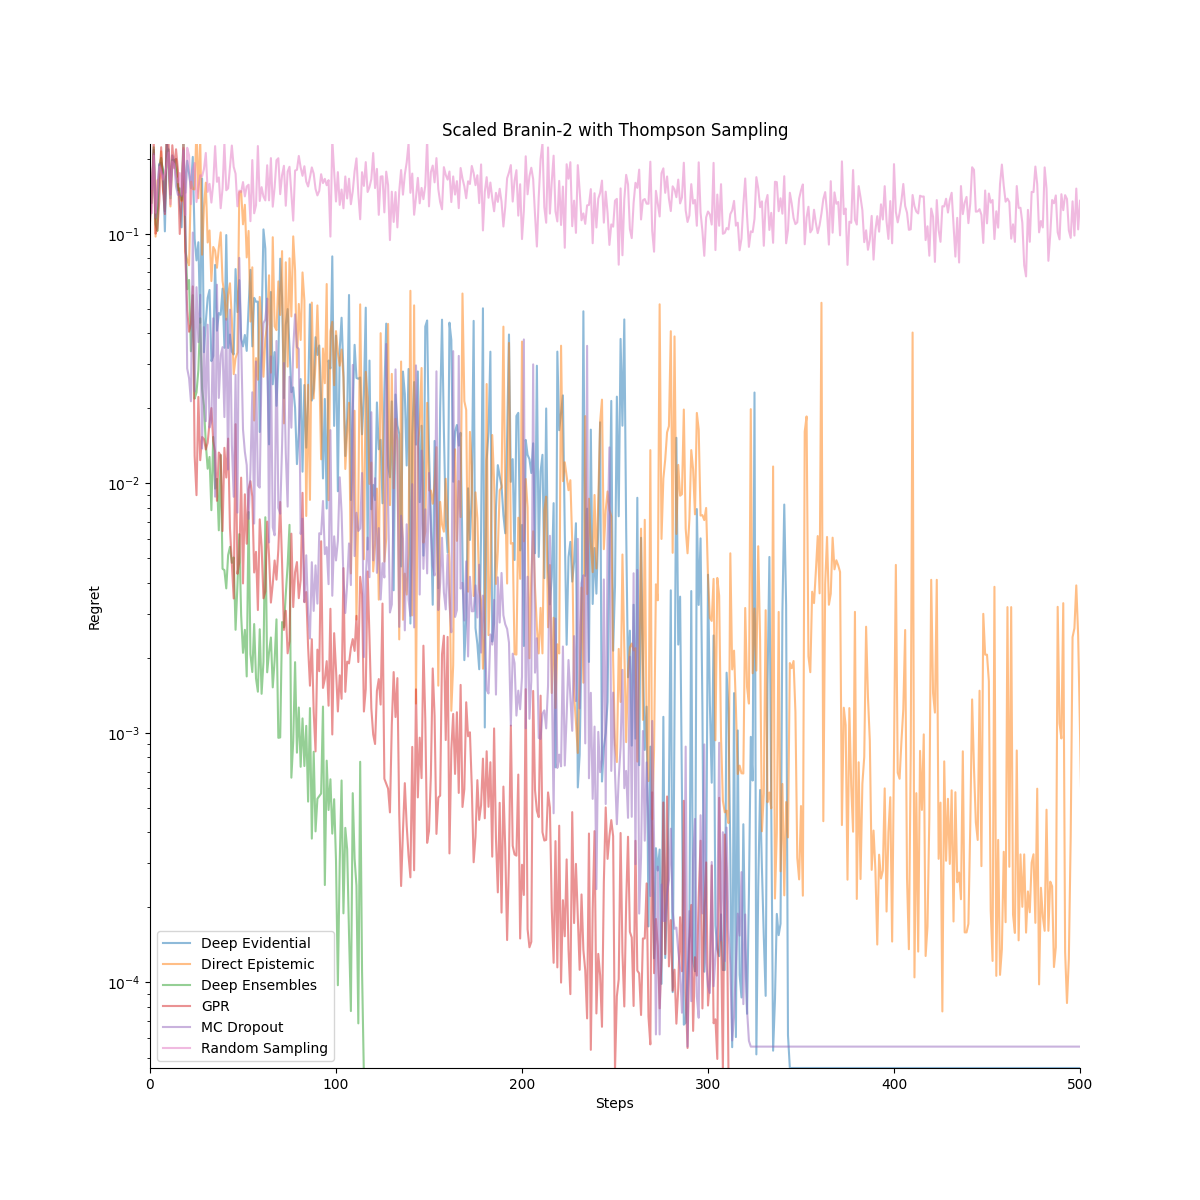 Scaled Branin-2 with Thompson Sampling
Regret
10⁻¹
10⁻²
10⁻³
10⁻⁴
Deep Evidential
Direct Epistemic
Deep Ensembles
GPR
MC Dropout
Random Sampling
0 100 200 300 400 500
Steps